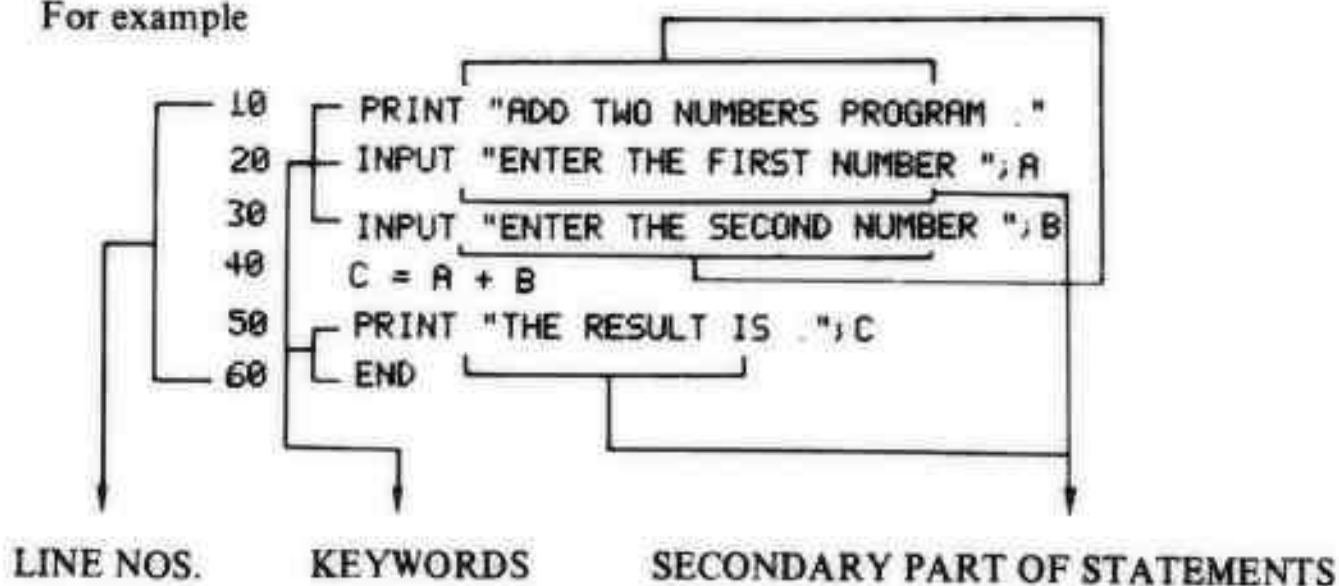 For example
10 PRINT "ADD TWO NUMBERS PROGRAM ."
20 INPUT "ENTER THE FIRST NUMBER "; A
30 INPUT "ENTER THE SECOND NUMBER "; B
40 C = A + B
50 PRINT "THE RESULT IS ."; C
60 END
LINE NOS. KEYWORDS SECONDARY PART OF STATEMENTS